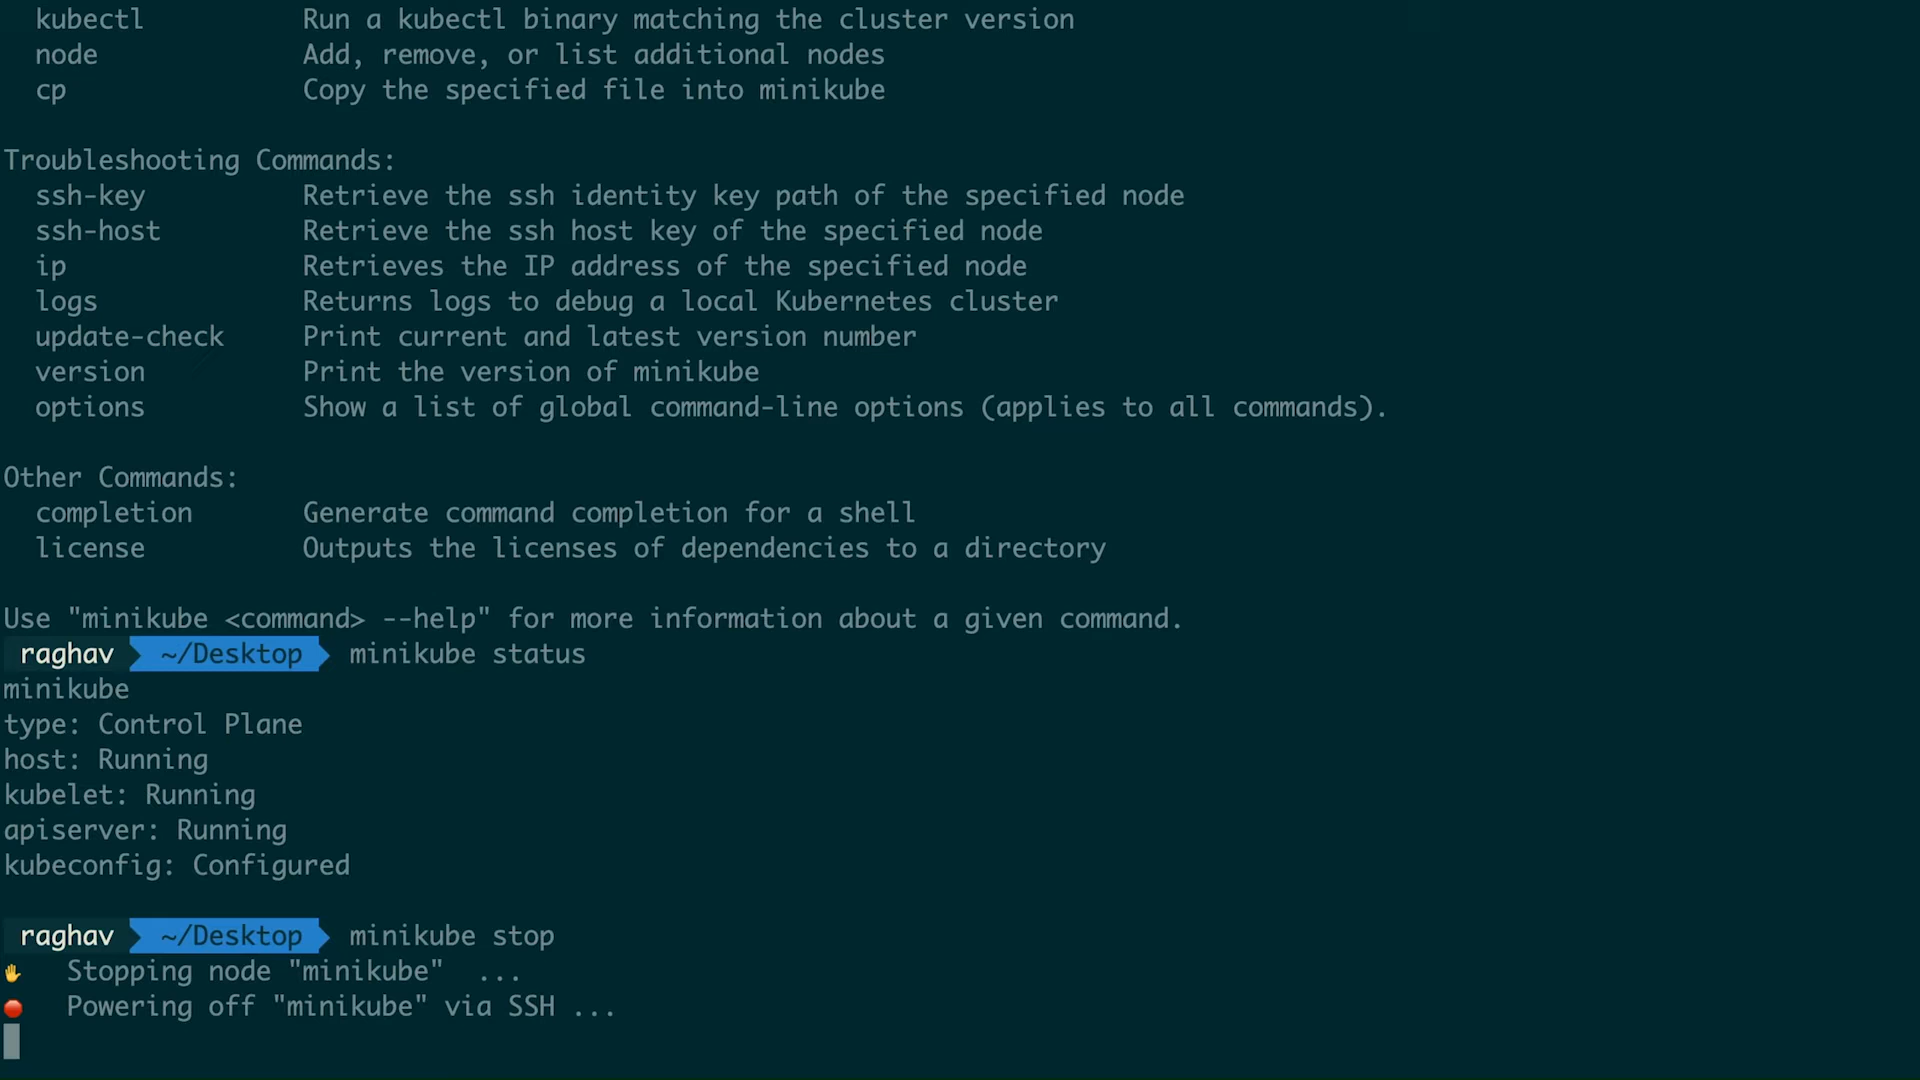 kubectl Run a kubectl binary matching the cluster version
node Add, remove, or list additional nodes
cp Copy the specified file into minikube
Troubleshooting Commands:
ssh-key Retrieve the ssh identity key path of the specified node
ssh-host Retrieve the ssh host key of the specified node
ip Retrieves the IP address of the specified node
logs Returns logs to debug a local Kubernetes cluster
update-check Print current and latest version number
version Print the version of minikube
options Show a list of global command-line options (applies to all commands).
Other Commands:
completion Generate command completion for a shell
license Outputs the licenses of dependencies to a directory
Use "minikube <command> --help" for more information about a given command.
raghav ~/Desktop minikube status
minikube
type: Control Plane
host: Running
kubelet: Running
apiserver: Running
kubeconfig: Configured
raghav ~/Desktop minikube stop
Stopping node "minikube" ...
Powering off "minikube" via SSH ...